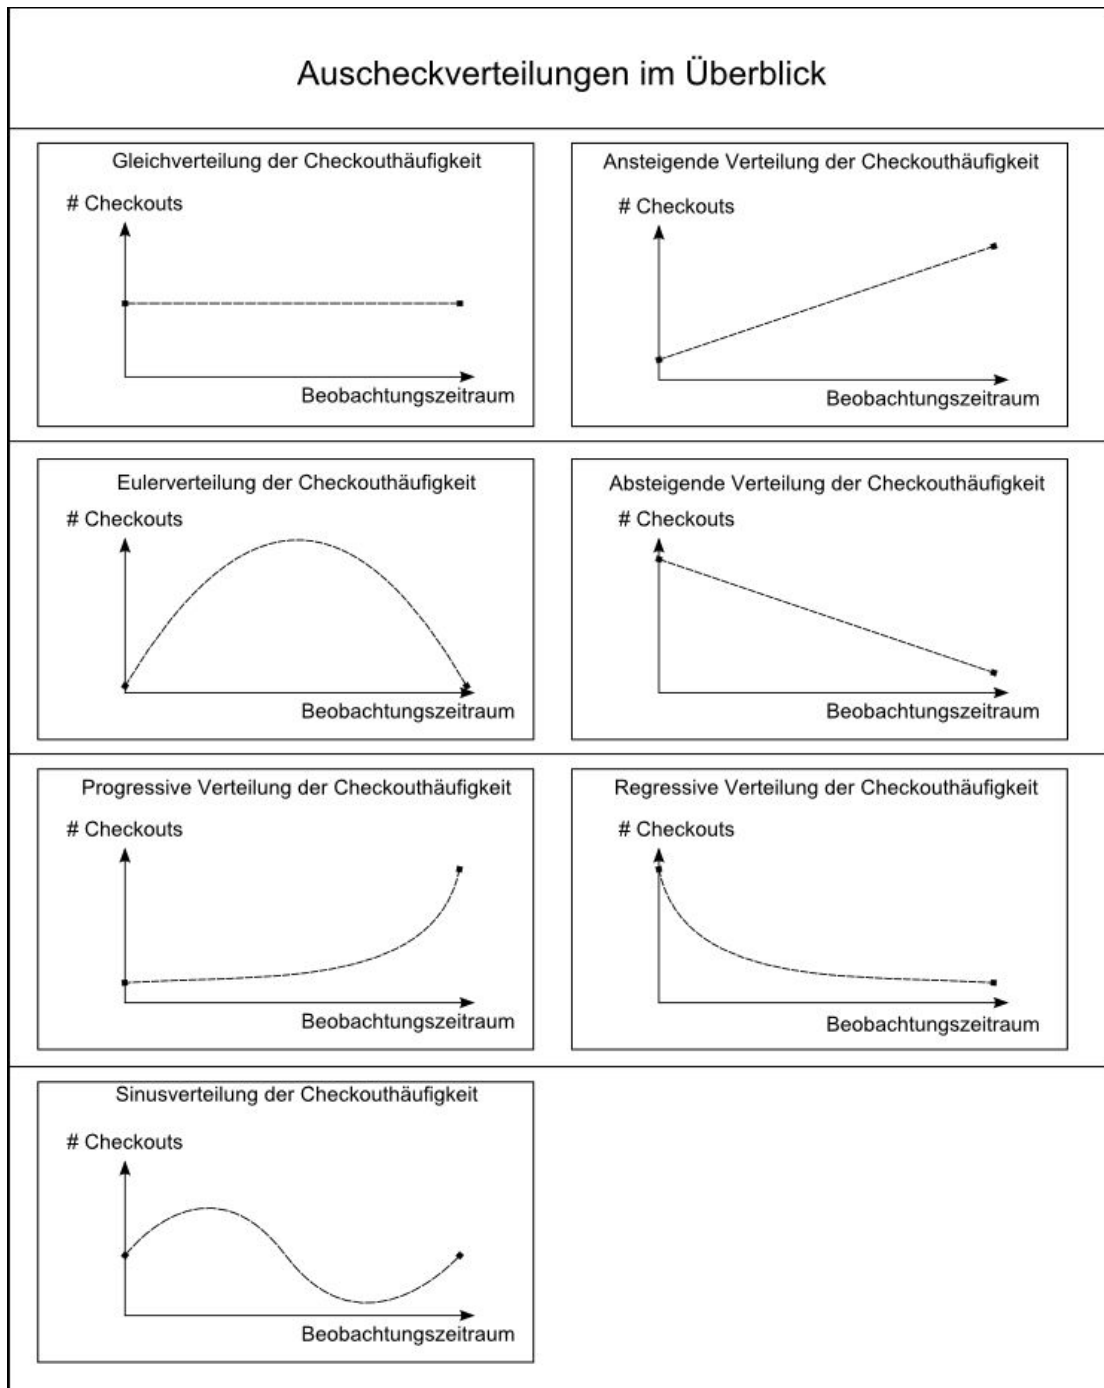 Auscheckverteilungen im Überblick
Gleichverteilung der Checkouthäufigkeit
# Checkouts
Beobachtungszeitraum
Ansteigende Verteilung der Checkouthäufigkeit
# Checkouts
Beobachtungszeitraum
Eulerverteilung der Checkouthäufigkeit
# Checkouts
Beobachtungszeitraum
Absteigende Verteilung der Checkouthäufigkeit
# Checkouts
Beobachtungszeitraum
Progressive Verteilung der Checkouthäufigkeit
# Checkouts
Beobachtungszeitraum
Regressive Verteilung der Checkouthäufigkeit
# Checkouts
Beobachtungszeitraum
Sinusverteilung der Checkouthäufigkeit
# Checkouts
Beobachtungszeitraum